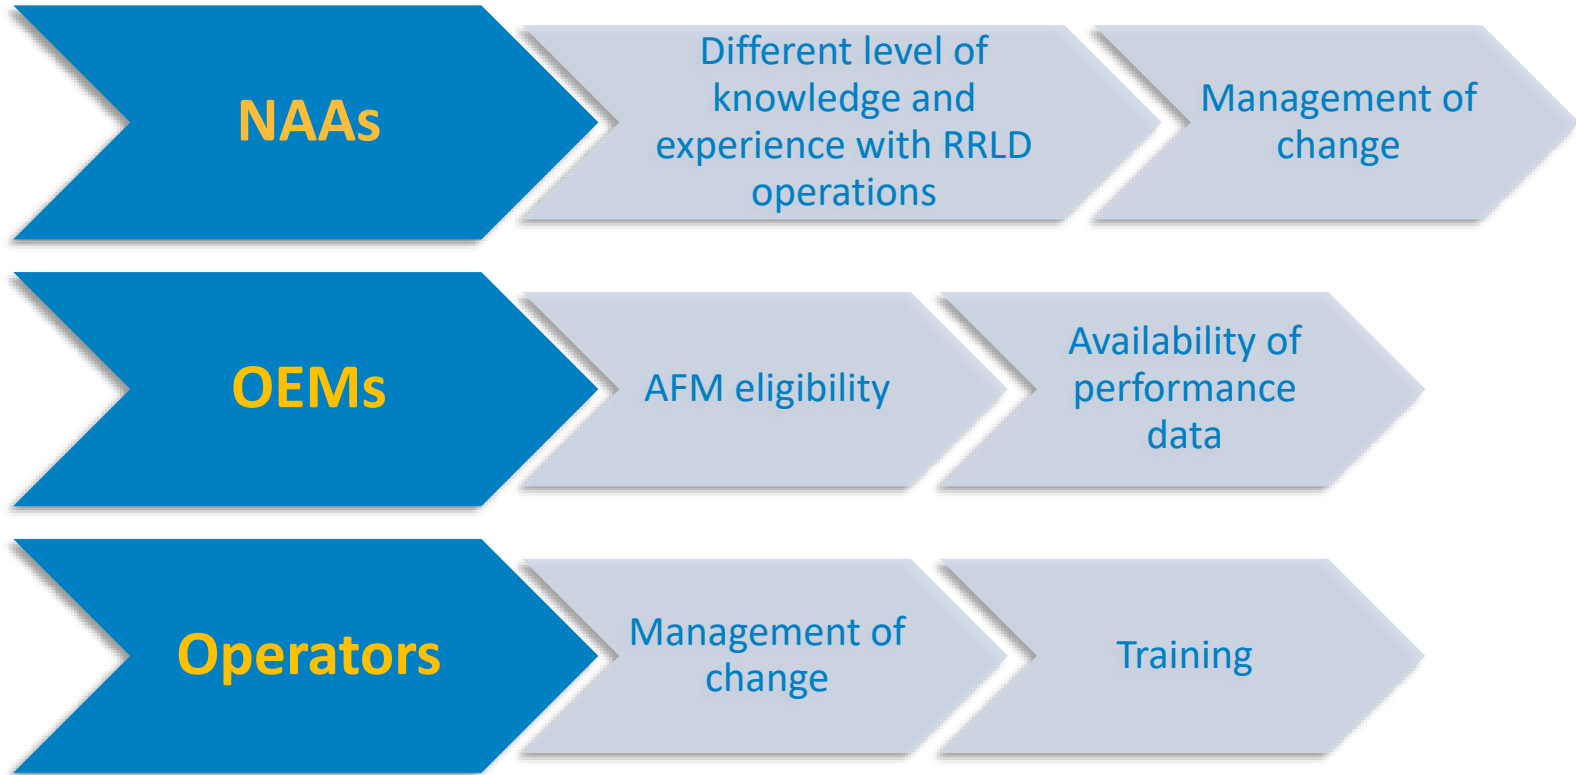 NAAs
Different level of
knowledge and
experience with RRLD
operations
Management of
change
OEMs
AFM eligibility
Availability of
performance
data
Operators
Management of
change
Training